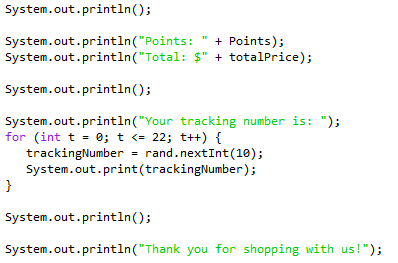 System.out.println();
System.out.println("Points: " + Points);
System.out.println("Total: $" + totalPrice);
System.out.println();
System.out.println("Your tracking number is: ");
for (int t = 0; t <= 22; t++) {
trackingNumber = rand.nextInt(10);
System.out.print(trackingNumber);
}
System.out.println();
System.out.println("Thank you for shopping with us!");